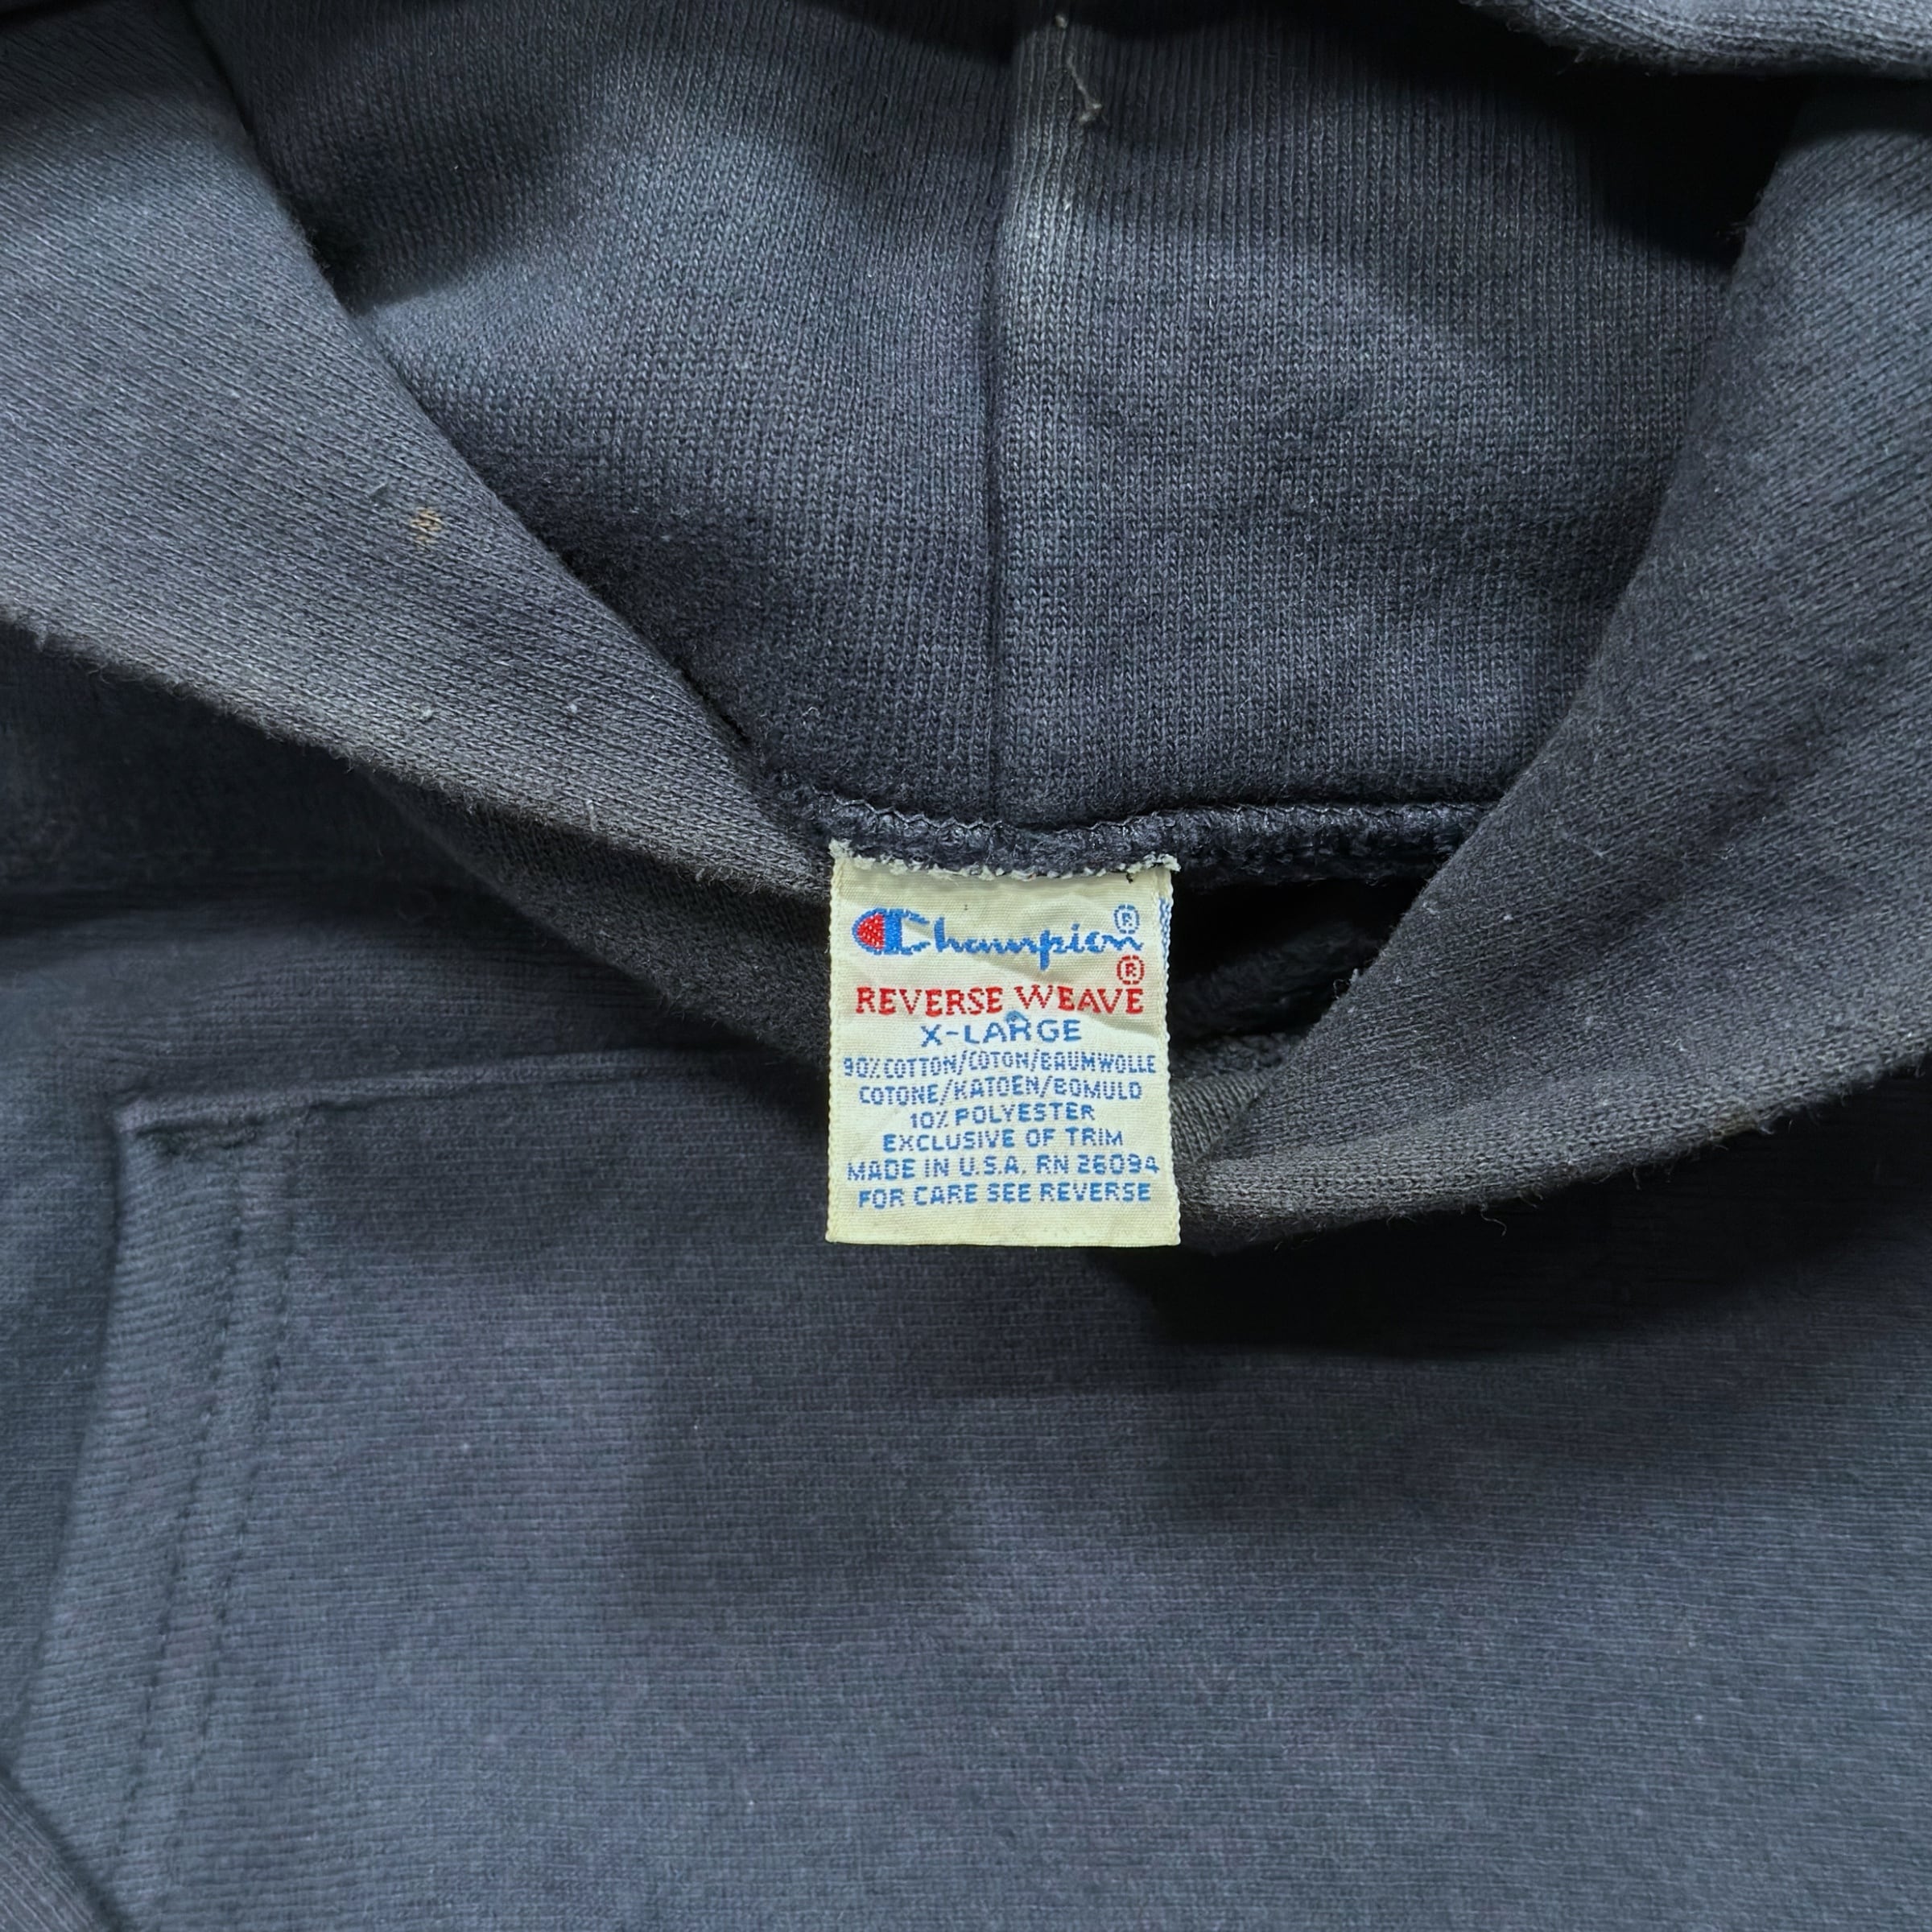 Champion®
REVERSE WEAVE®
X-LARGE
90% COTTON/COTON/BAUMWOLLE
COTONE/KATOEN/BOMULD
10% POLYESTER
EXCLUSIVE OF TRIM
MADE IN U.S.A. RN 26094
FOR CARE SEE REVERSE